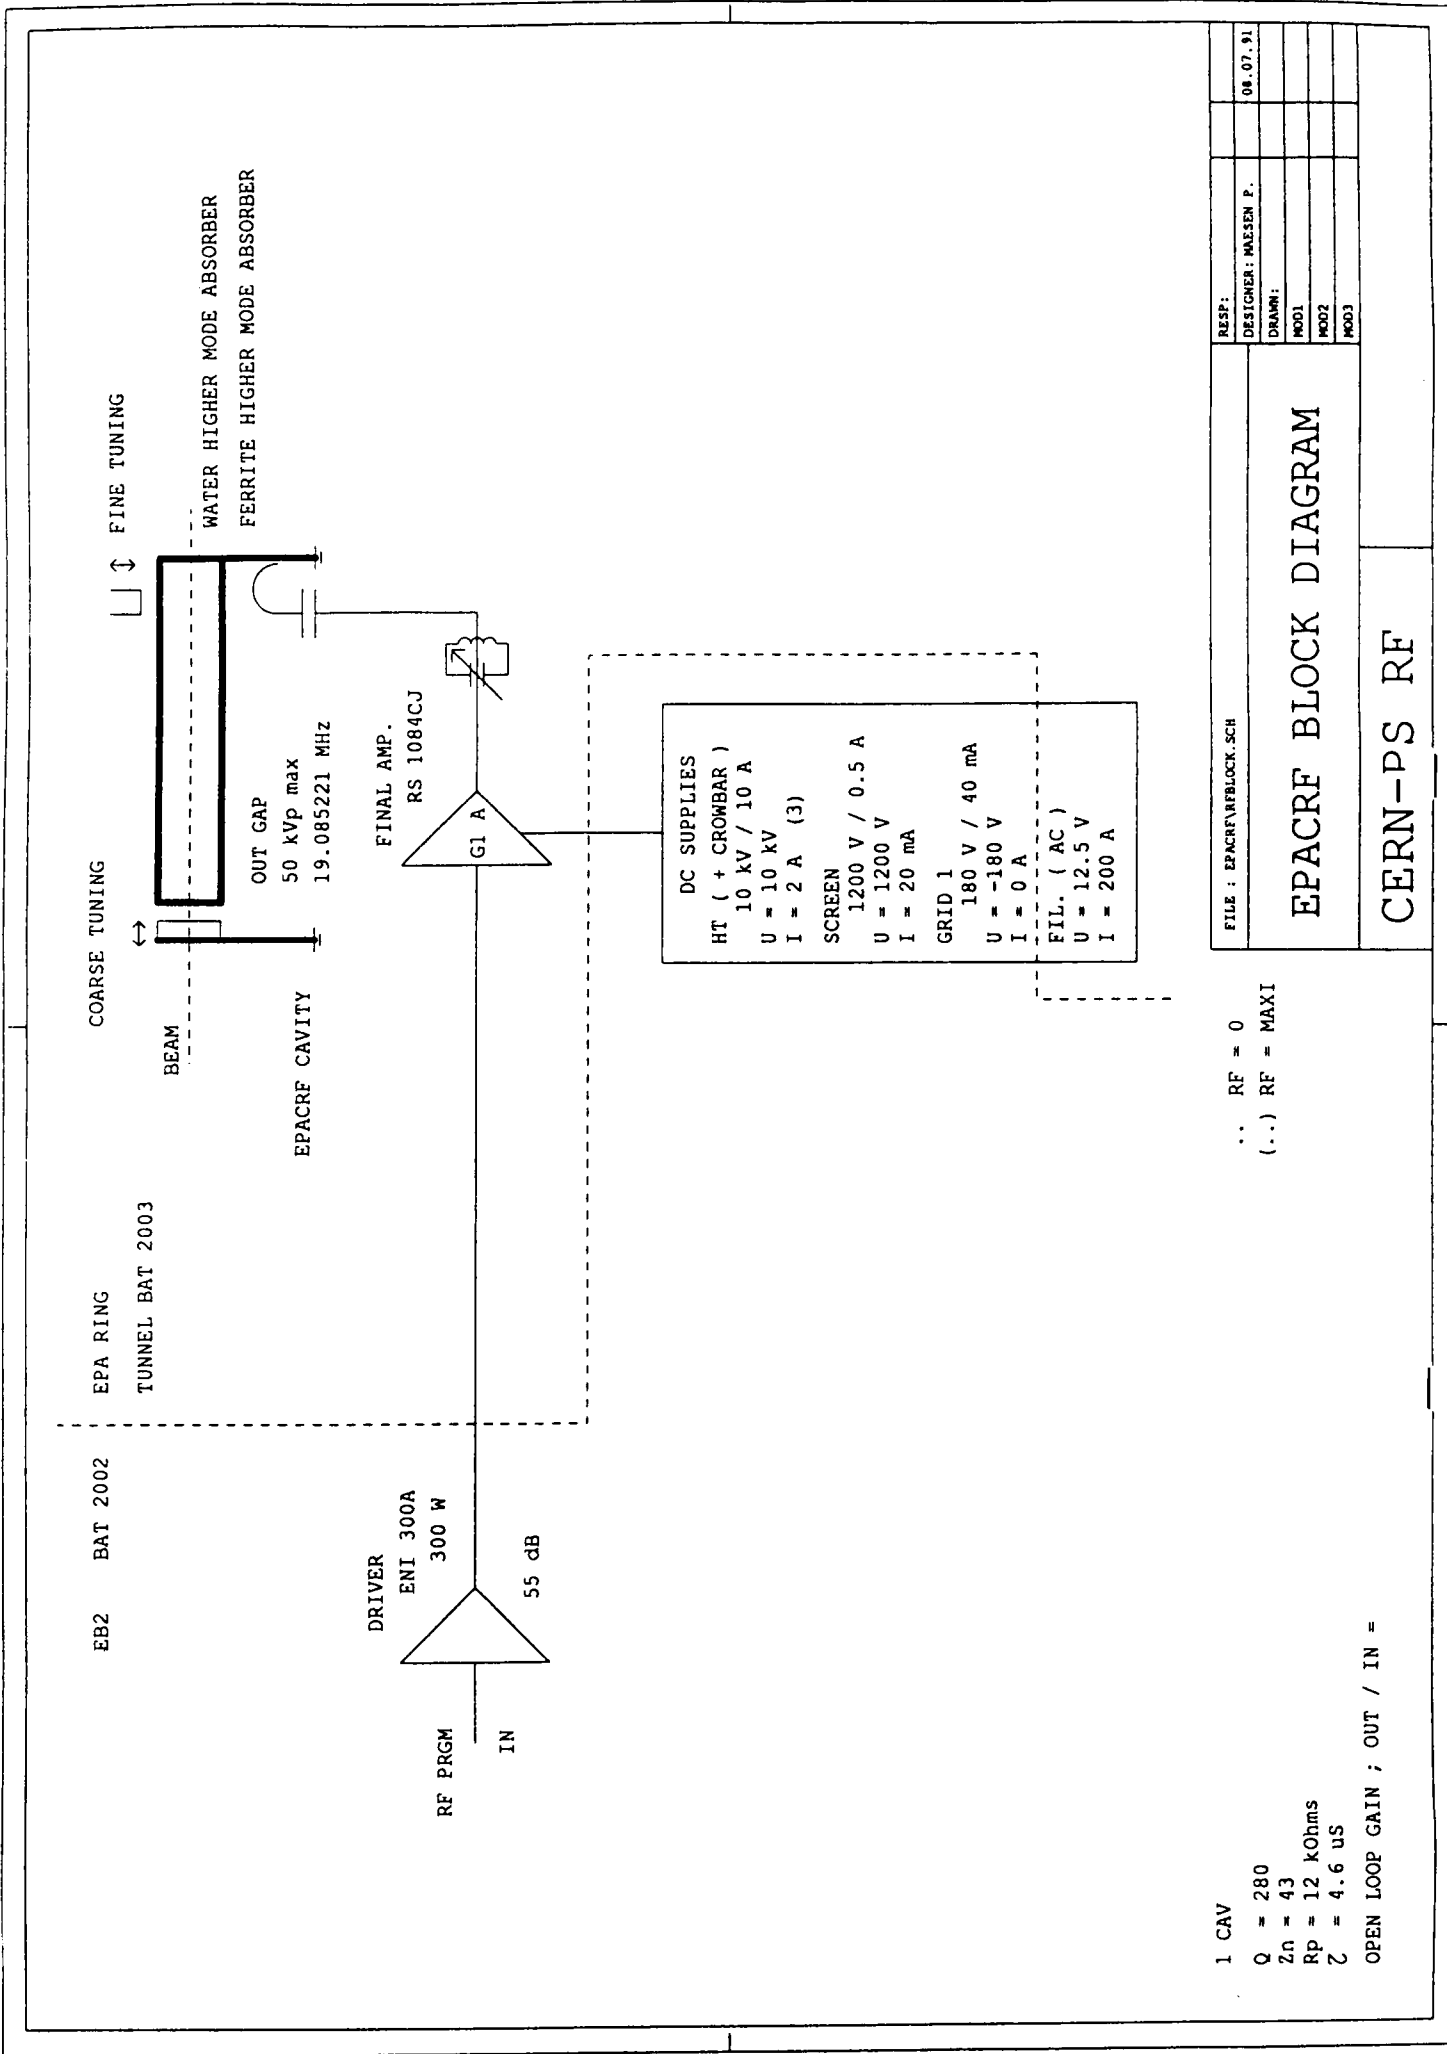 EB2 BAT 2002
EPA RING
TUNNEL BAT 2003
COARSE TUNING
FINE TUNING
BEAM
WATER HIGHER MODE ABSORBER
FERRITE HIGHER MODE ABSORBER
OUT GAP
50 kVp max
19.085221 MHz
EPACRF CAVITY
DRIVER
ENI 300A
300 W
55 dB
RF PRGM
IN
FINAL AMP.
RS 1084CJ
G1 A
DC SUPPLIES
HT ( + CROWBAR )
10 kV / 10 A
U = 10 kV
I = 2 A (3)
SCREEN
1200 V / 0.5 A
U = 1200 V
I = 20 mA
GRID 1
180 V / 40 mA
U = -180 V
I = 0 A
FIL. ( AC )
U = 12.5 V
I = 200 A
1 CAV
Q = 280
Zn = 43
Rp = 12 kOhms
τ = 4.6 uS
OPEN LOOP GAIN ; OUT / IN =
.. RF = 0
(..) RF = MAXI
FILE : EPACRF\RFBLOCK.SCH
EPACRF BLOCK DIAGRAM
CERN-PS RF
RESP:
DESIGNER: MAESEN P. 08.07.91
DRAWN:
MOD1
MOD2
MOD3